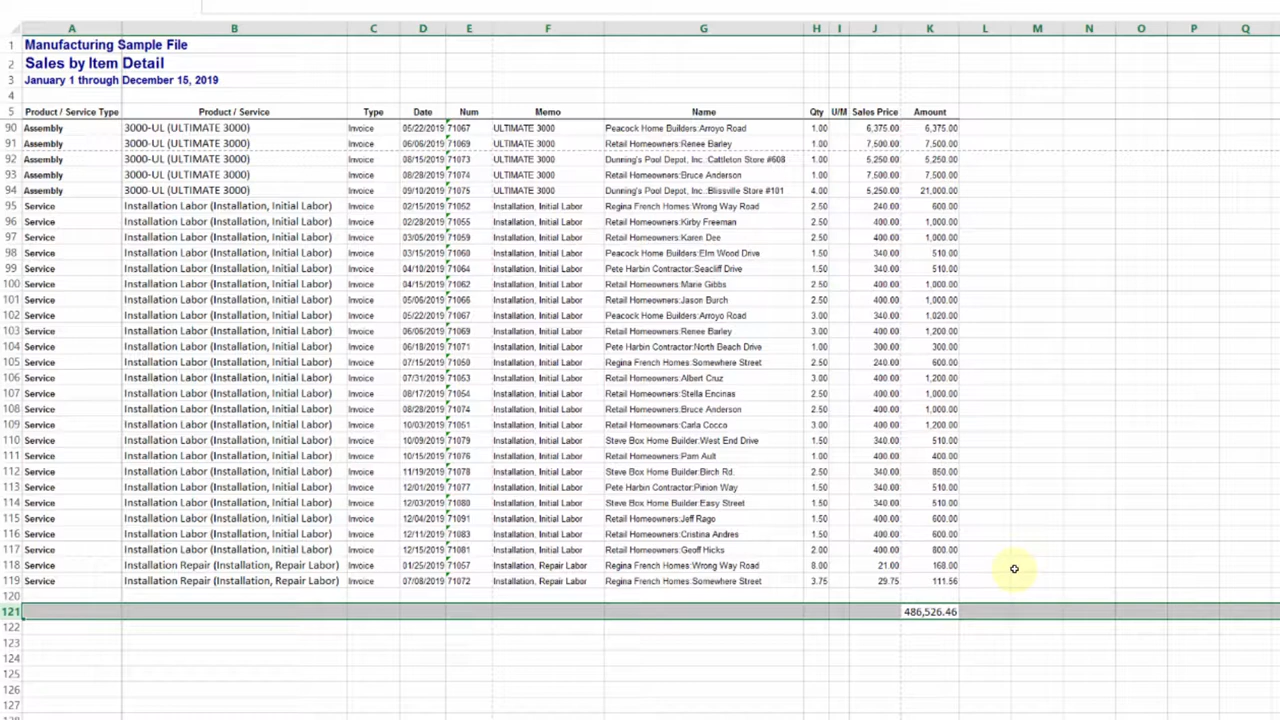 A B C D E F G H I J K L M N O P Q
1 Manufacturing Sample File
2 Sales by Item Detail
3 January 1 through December 15, 2019
4
5 Product / Service Type Product / Service Type Date Num Memo Name Qty U/M Sales Price Amount
90 Assembly 3000-UL (ULTIMATE 3000) Invoice 05/22/2019 71067 ULTIMATE 3000 Peacock Home Builders:Arroyo Road 1.00 6,375.00 6,375.00
91 Assembly 3000-UL (ULTIMATE 3000) Invoice 06/06/2019 71069 ULTIMATE 3000 Retail Homeowners:Renee Barley 1.00 7,500.00 7,500.00
92 Assembly 3000-UL (ULTIMATE 3000) Invoice 08/15/2019 71073 ULTIMATE 3000 Dunning's Pool Depot, Inc.:Cattleton Store #608 1.00 5,250.00 5,250.00
93 Assembly 3000-UL (ULTIMATE 3000) Invoice 08/28/2019 71074 ULTIMATE 3000 Retail Homeowners:Bruce Anderson 1.00 7,500.00 7,500.00
94 Assembly 3000-UL (ULTIMATE 3000) Invoice 09/10/2019 71075 ULTIMATE 3000 Dunning's Pool Depot, Inc.:Blissville Store #101 4.00 5,250.00 21,000.00
95 Service Installation Labor (Installation, Initial Labor) Invoice 02/15/2019 71052 Installation, Initial Labor Regina French Homes:Wrong Way Road 2.50 240.00 600.00
96 Service Installation Labor (Installation, Initial Labor) Invoice 02/28/2019 71055 Installation, Initial Labor Retail Homeowners:Kirby Freeman 2.50 400.00 1,000.00
97 Service Installation Labor (Installation, Initial Labor) Invoice 03/05/2019 71059 Installation, Initial Labor Retail Homeowners:Karen Dee 2.50 400.00 1,000.00
98 Service Installation Labor (Installation, Initial Labor) Invoice 03/15/2019 71060 Installation, Initial Labor Peacock Home Builders:Elm Wood Drive 1.50 340.00 510.00
99 Service Installation Labor (Installation, Initial Labor) Invoice 04/10/2019 71064 Installation, Initial Labor Pete Harbin Contractor:Seacliff Drive 1.50 340.00 510.00
100 Service Installation Labor (Installation, Initial Labor) Invoice 04/15/2019 71062 Installation, Initial Labor Retail Homeowners:Marie Gibbs 2.50 400.00 1,000.00
101 Service Installation Labor (Installation, Initial Labor) Invoice 05/06/2019 71066 Installation, Initial Labor Retail Homeowners:Jason Burch 2.50 400.00 1,000.00
102 Service Installation Labor (Installation, Initial Labor) Invoice 05/22/2019 71067 Installation, Initial Labor Peacock Home Builders:Arroyo Road 3.00 340.00 1,020.00
103 Service Installation Labor (Installation, Initial Labor) Invoice 06/06/2019 71069 Installation, Initial Labor Retail Homeowners:Renee Barley 3.00 400.00 1,200.00
104 Service Installation Labor (Installation, Initial Labor) Invoice 06/18/2019 71071 Installation, Initial Labor Pete Harbin Contractor:North Beach Drive 1.00 300.00 300.00
105 Service Installation Labor (Installation, Initial Labor) Invoice 07/15/2019 71050 Installation, Initial Labor Regina French Homes:Somewhere Street 2.50 240.00 600.00
106 Service Installation Labor (Installation, Initial Labor) Invoice 07/31/2019 71053 Installation, Initial Labor Retail Homeowners:Albert Cruz 3.00 400.00 1,200.00
107 Service Installation Labor (Installation, Initial Labor) Invoice 08/17/2019 71054 Installation, Initial Labor Retail Homeowners:Stella Encinas 2.50 400.00 1,000.00
108 Service Installation Labor (Installation, Initial Labor) Invoice 08/28/2019 71074 Installation, Initial Labor Retail Homeowners:Bruce Anderson 2.50 400.00 1,000.00
109 Service Installation Labor (Installation, Initial Labor) Invoice 10/03/2019 71051 Installation, Initial Labor Retail Homeowners:Carla Cocco 3.00 400.00 1,200.00
110 Service Installation Labor (Installation, Initial Labor) Invoice 10/09/2019 71079 Installation, Initial Labor Steve Box Home Builder:West End Drive 1.50 340.00 510.00
111 Service Installation Labor (Installation, Initial Labor) Invoice 10/15/2019 71076 Installation, Initial Labor Retail Homeowners:Pam Ault 1.00 400.00 400.00
112 Service Installation Labor (Installation, Initial Labor) Invoice 11/19/2019 71078 Installation, Initial Labor Steve Box Home Builder:Birch Rd. 2.50 340.00 850.00
113 Service Installation Labor (Installation, Initial Labor) Invoice 12/01/2019 71077 Installation, Initial Labor Pete Harbin Contractor:Pinion Way 1.50 340.00 510.00
114 Service Installation Labor (Installation, Initial Labor) Invoice 12/03/2019 71080 Installation, Initial Labor Steve Box Home Builder:Easy Street 1.50 340.00 510.00
115 Service Installation Labor (Installation, Initial Labor) Invoice 12/04/2019 71091 Installation, Initial Labor Retail Homeowners:Jeff Rago 1.50 400.00 600.00
116 Service Installation Labor (Installation, Initial Labor) Invoice 12/11/2019 71083 Installation, Initial Labor Retail Homeowners:Cristina Andres 1.50 400.00 600.00
117 Service Installation Labor (Installation, Initial Labor) Invoice 12/15/2019 71081 Installation, Initial Labor Retail Homeowners:Geoff Hicks 2.00 400.00 800.00
118 Service Installation Repair (Installation, Repair Labor) Invoice 01/25/2019 71057 Installation, Repair Labor Regina French Homes:Wrong Way Road 8.00 21.00 168.00
119 Service Installation Repair (Installation, Repair Labor) Invoice 07/08/2019 71072 Installation, Repair Labor Regina French Homes:Somewhere Street 3.75 29.75 111.56
120
121 486,526.46
122
123
124
125
126
127